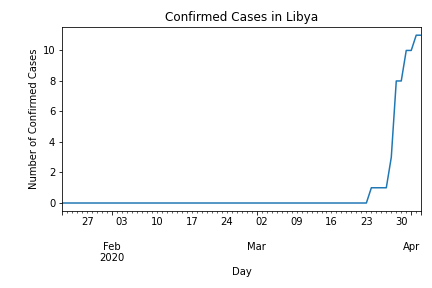 Confirmed Cases in Libya
Number of Confirmed Cases
10
8
6
4
2
0
27 03 10 17 24 02 09 16 23 30
Feb Mar Apr
2020
Day